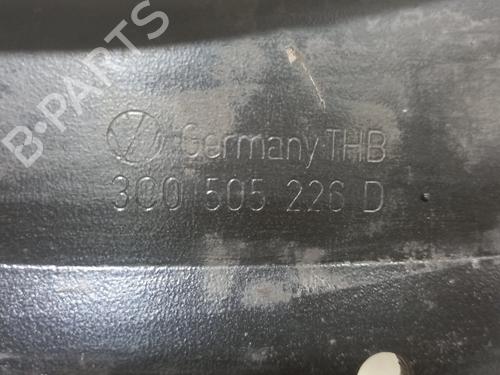 B-PARTS
Germany THB
3C0 505 226 D